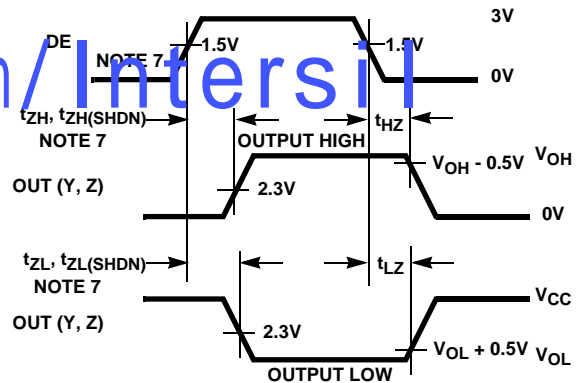 3V
DE
1.5V
1.5V
NOTE 7
0V
n/Intersil
tZH, tZH(SHDN)
NOTE 7
tHZ
OUTPUT HIGH
VOH - 0.5V
VOH
OUT (Y, Z)
2.3V
0V
tZL, tZL(SHDN)
NOTE 7
tLZ
VCC
OUT (Y, Z)
2.3V
VOL + 0.5V
VOL
OUTPUT LOW